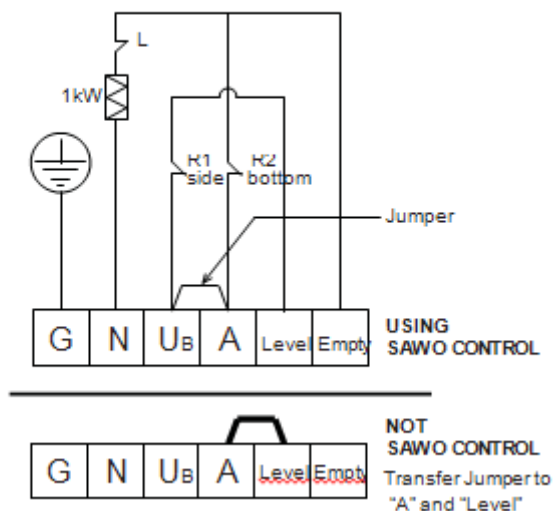 L
1kW
R1
side
R2
bottom
Jumper
G N UB A Level Empty
USING
SAWO CONTROL
NOT
SAWO CONTROL
G N UB A Level Empty
Transfer Jumper to
"A" and "Level"